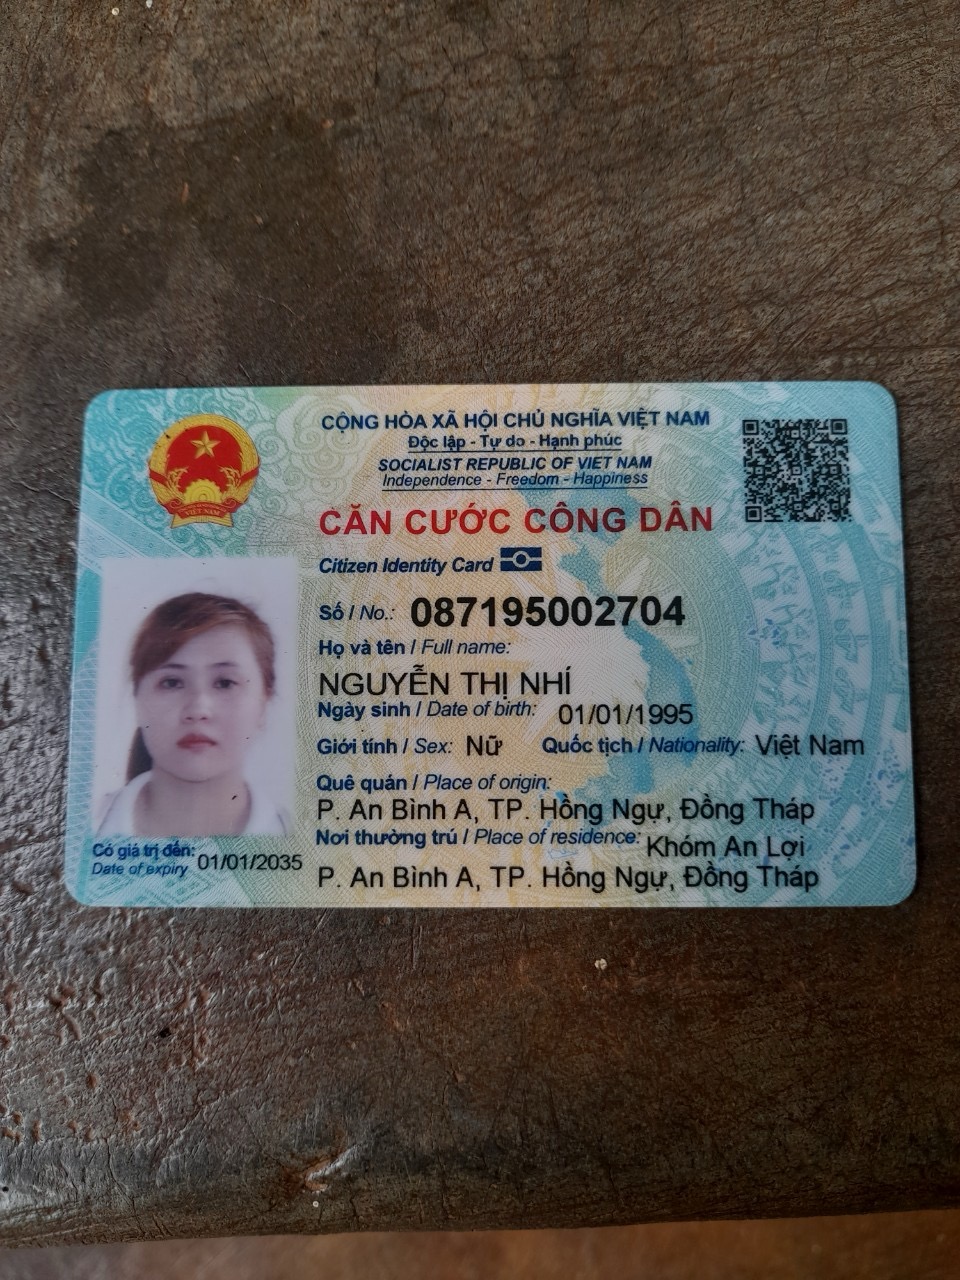 CỘNG HÒA XÃ HỘI CHỦ NGHĨA VIỆT NAM
Độc lập - Tự do - Hạnh phúc
SOCIALIST REPUBLIC OF VIET NAM
Independence - Freedom - Happiness
CĂN CƯỚC CÔNG DÂN
Citizen Identity Card
VIỆT NAM
Số / No.: 087195002704
Họ và tên / Full name:
NGUYỄN THỊ NHÍ
Ngày sinh / Date of birth: 01/01/1995
Giới tính / Sex: Nữ Quốc tịch / Nationality: Việt Nam
Quê quán / Place of origin:
P. An Bình A, TP. Hồng Ngự, Đồng Tháp
Nơi thường trú / Place of residence: Khóm An Lợi
P. An Bình A, TP. Hồng Ngự, Đồng Tháp
Có giá trị đến: 01/01/2035
Date of expiry